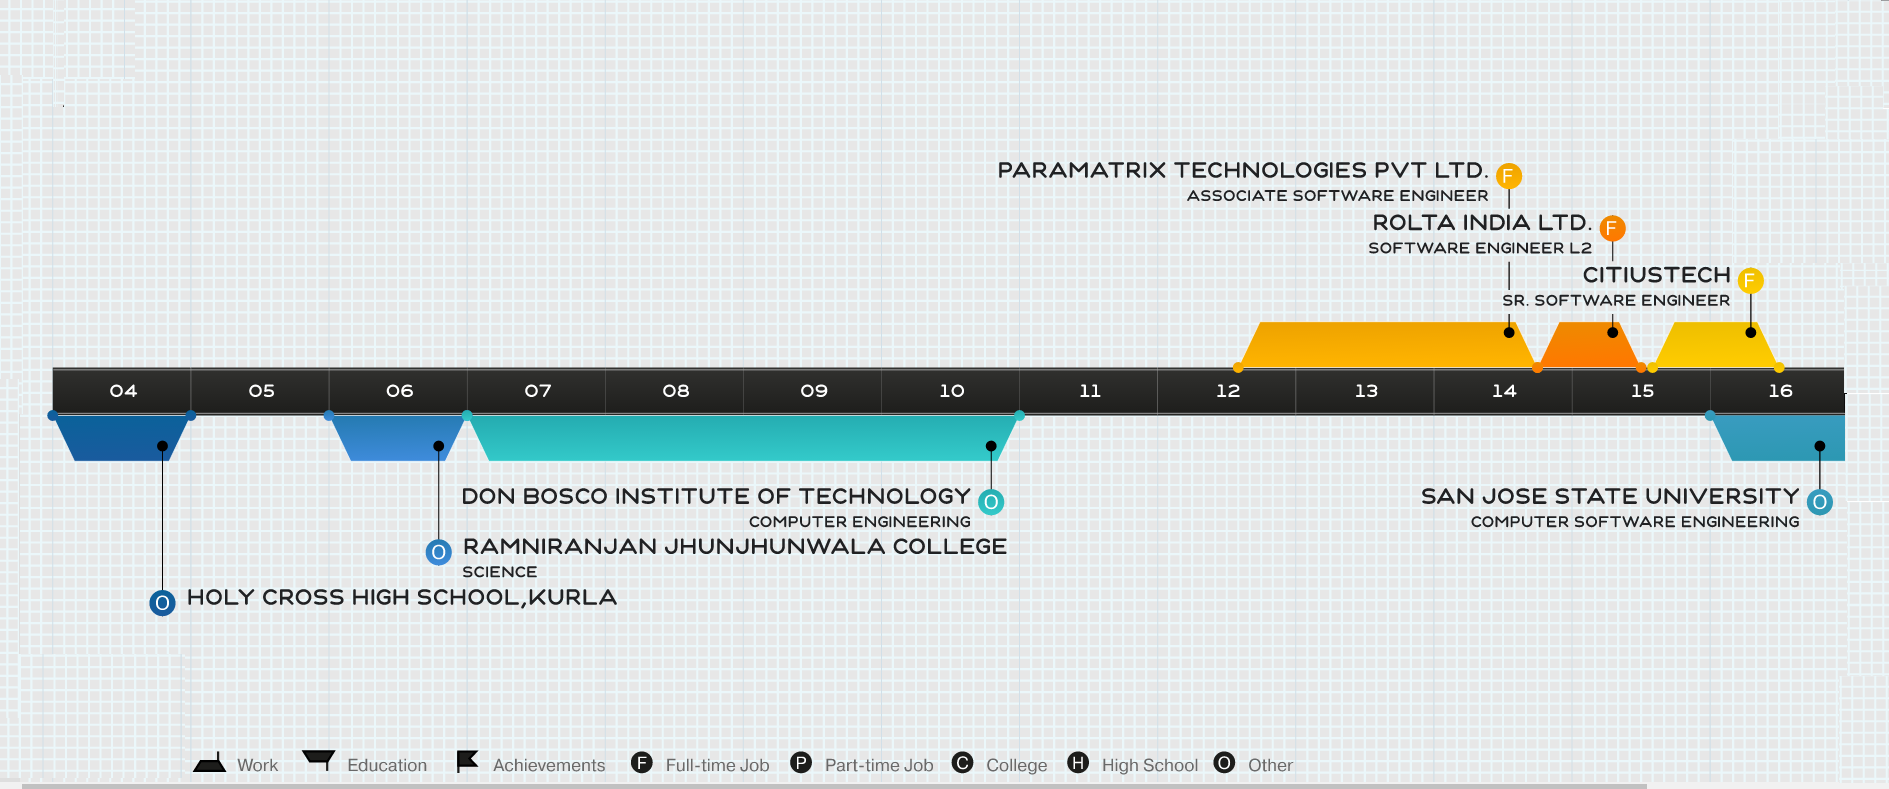 PARAMATRIX TECHNOLOGIES PVT LTD. F
ASSOCIATE SOFTWARE ENGINEER
ROLTA INDIA LTD. F
SOFTWARE ENGINEER L2
CITIUSTECH F
SR. SOFTWARE ENGINEER
04 05 06 07 08 09 10 11 12 13 14 15 16
DON BOSCO INSTITUTE OF TECHNOLOGY O
COMPUTER ENGINEERING
SAN JOSE STATE UNIVERSITY O
COMPUTER SOFTWARE ENGINEERING
O RAMNIRANJAN JHUNJHUNWALA COLLEGE
SCIENCE
O HOLY CROSS HIGH SCHOOL,KURLA
Work Education Achievements F Full-time Job P Part-time Job C College H High School O Other